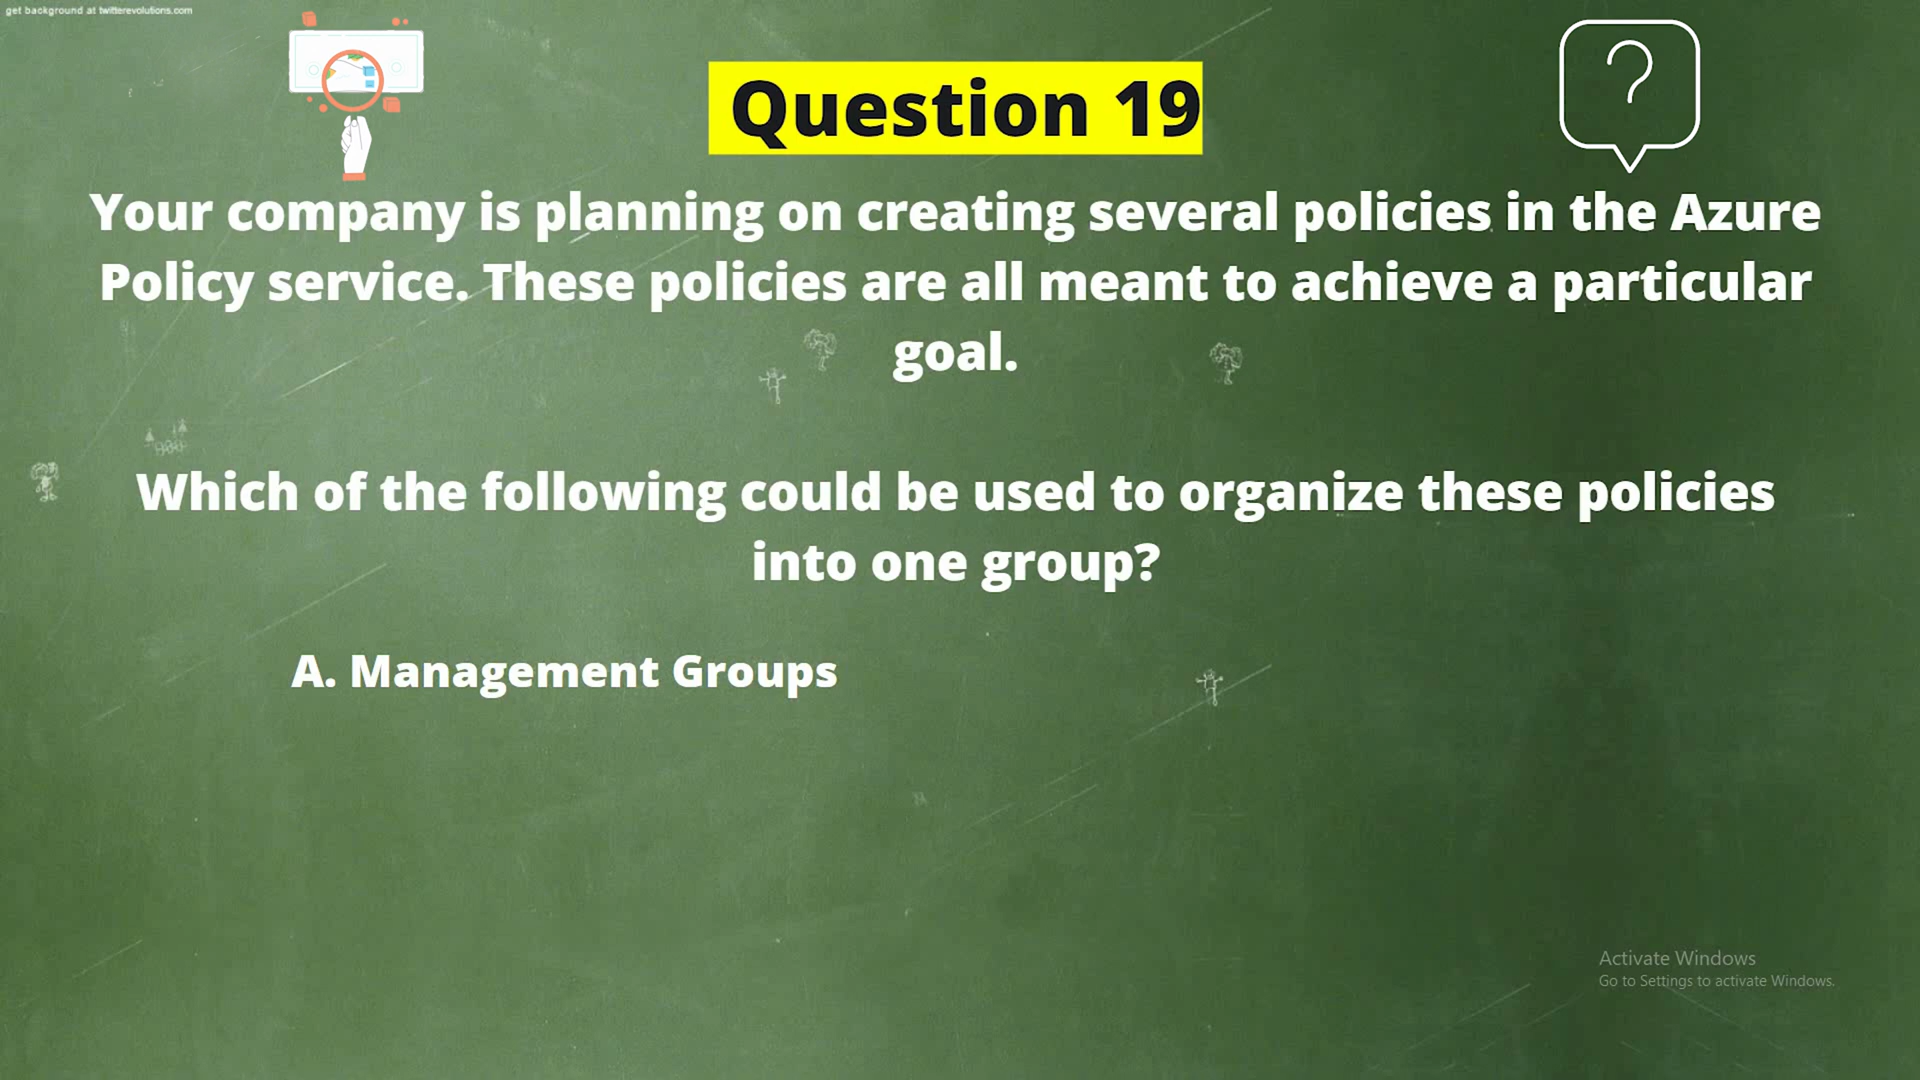 get background at twitterevolutions.com
Question 19
Your company is planning on creating several policies in the Azure
Policy service. These policies are all meant to achieve a particular
goal.
Which of the following could be used to organize these policies
into one group?
A. Management Groups
Activate Windows
Go to Settings to activate Windows.